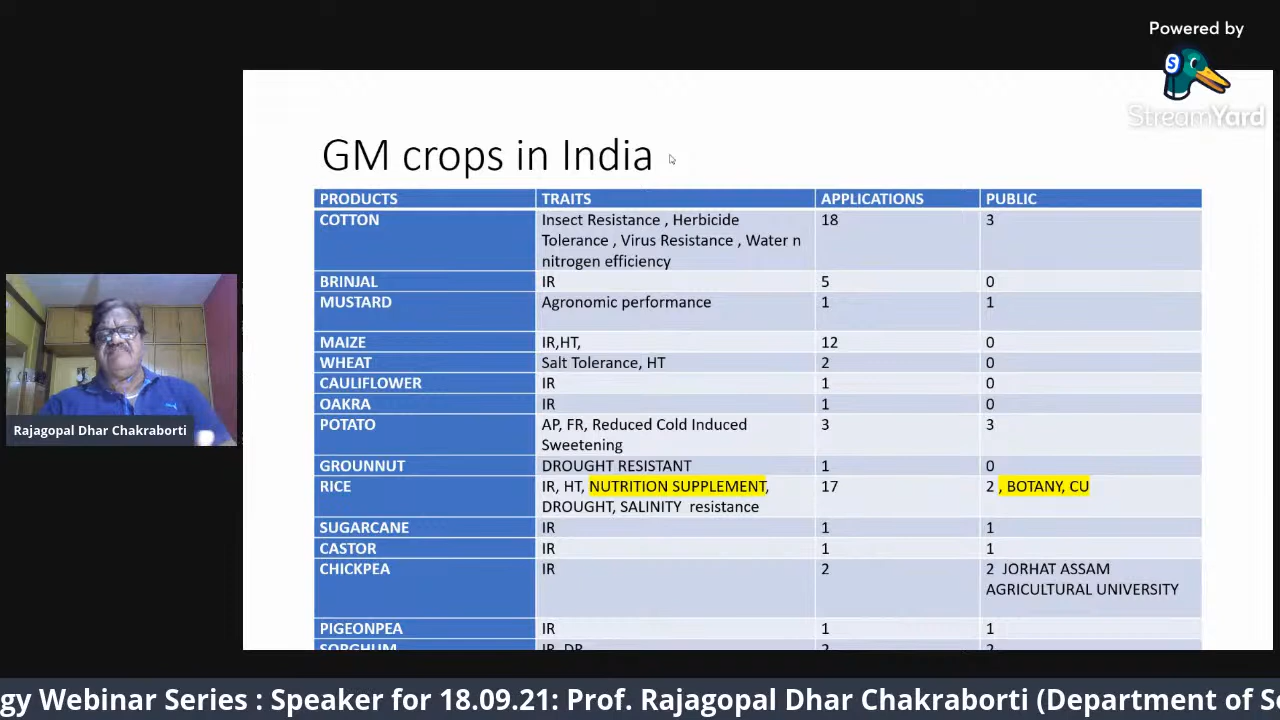 Powered by
StreamYard
GM crops in India
PRODUCTS TRAITS APPLICATIONS PUBLIC
COTTON Insect Resistance , Herbicide 18 3
Tolerance , Virus Resistance , Water n
nitrogen efficiency
BRINJAL IR 5 0
MUSTARD Agronomic performance 1 1
MAIZE IR,HT, 12 0
WHEAT Salt Tolerance, HT 2 0
CAULIFLOWER IR 1 0
OAKRA IR 1 0
POTATO AP, FR, Reduced Cold Induced 3 3
Sweetening
GROUNNUT DROUGHT RESISTANT 1 0
RICE IR, HT, NUTRITION SUPPLEMENT, 17 2 , BOTANY, CU
DROUGHT, SALINITY resistance
SUGARCANE IR 1 1
CASTOR IR 1 1
CHICKPEA IR 2 2 JORHAT ASSAM
AGRICULTURAL UNIVERSITY
PIGEONPEA IR 1 1
SORGHUM IR, DR 2 2
Rajagopal Dhar Chakraborti
gy Webinar Series : Speaker for 18.09.21: Prof. Rajagopal Dhar Chakraborti (Department of S